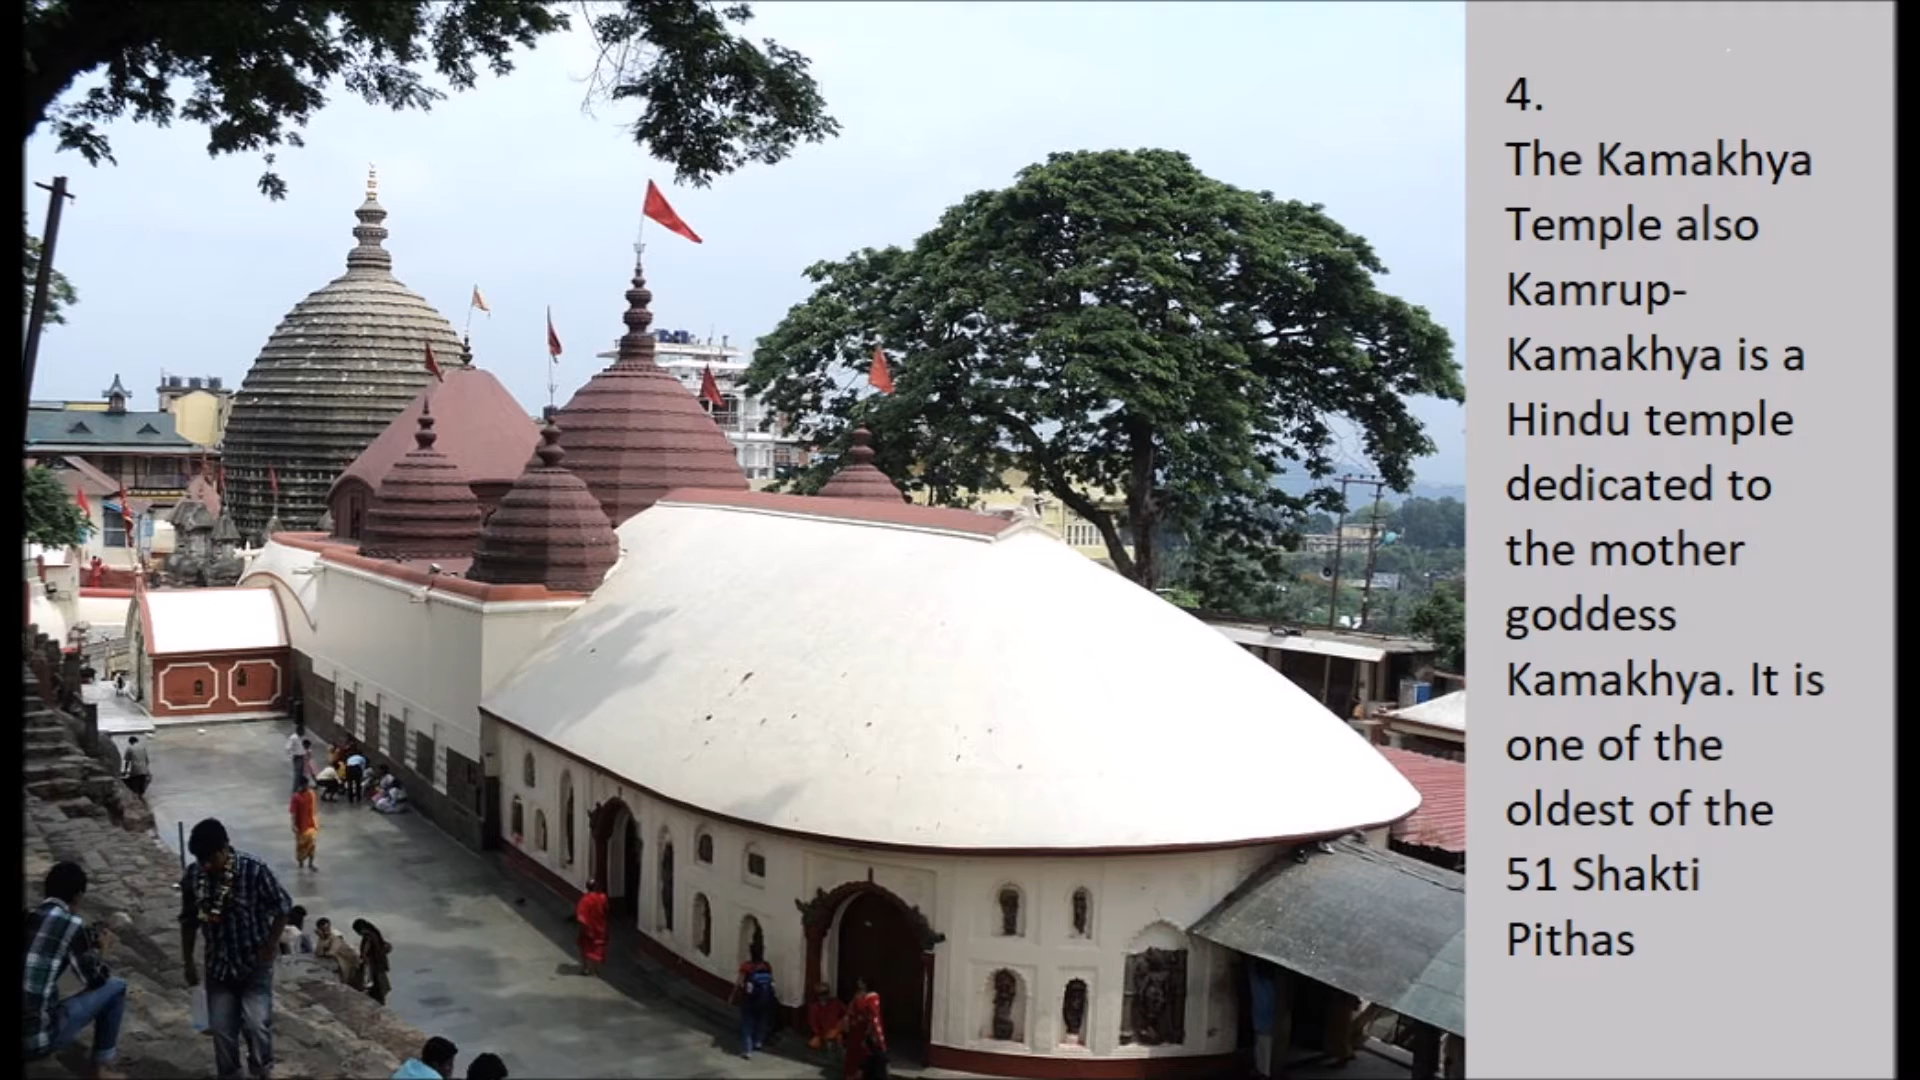 4.
The Kamakhya
Temple also
Kamrup-
Kamakhya is a
Hindu temple
dedicated to
the mother
goddess
Kamakhya. It is
one of the
oldest of the
51 Shakti
Pithas